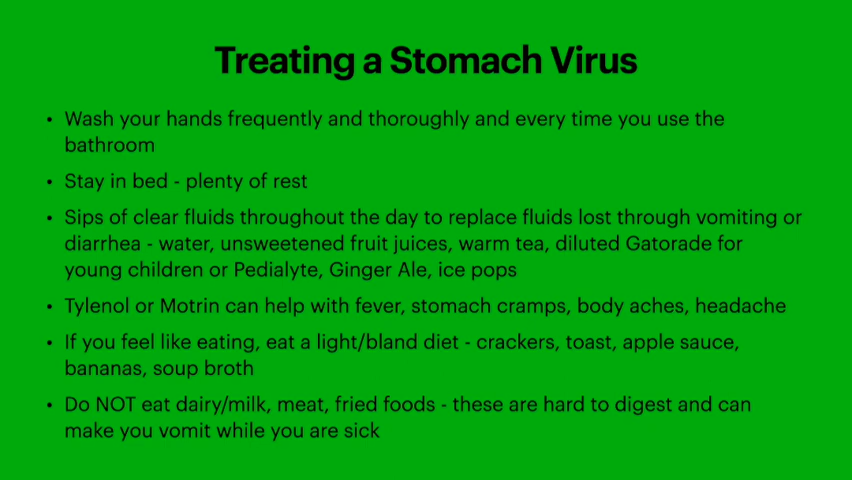 Treating a Stomach Virus
• Wash your hands frequently and thoroughly and every time you use the
bathroom
• Stay in bed - plenty of rest
• Sips of clear fluids throughout the day to replace fluids lost through vomiting or
diarrhea - water, unsweetened fruit juices, warm tea, diluted Gatorade for
young children or Pedialyte, Ginger Ale, ice pops
• Tylenol or Motrin can help with fever, stomach cramps, body aches, headache
• If you feel like eating, eat a light/bland diet - crackers, toast, apple sauce,
bananas, soup broth
• Do NOT eat dairy/milk, meat, fried foods - these are hard to digest and can
make you vomit while you are sick